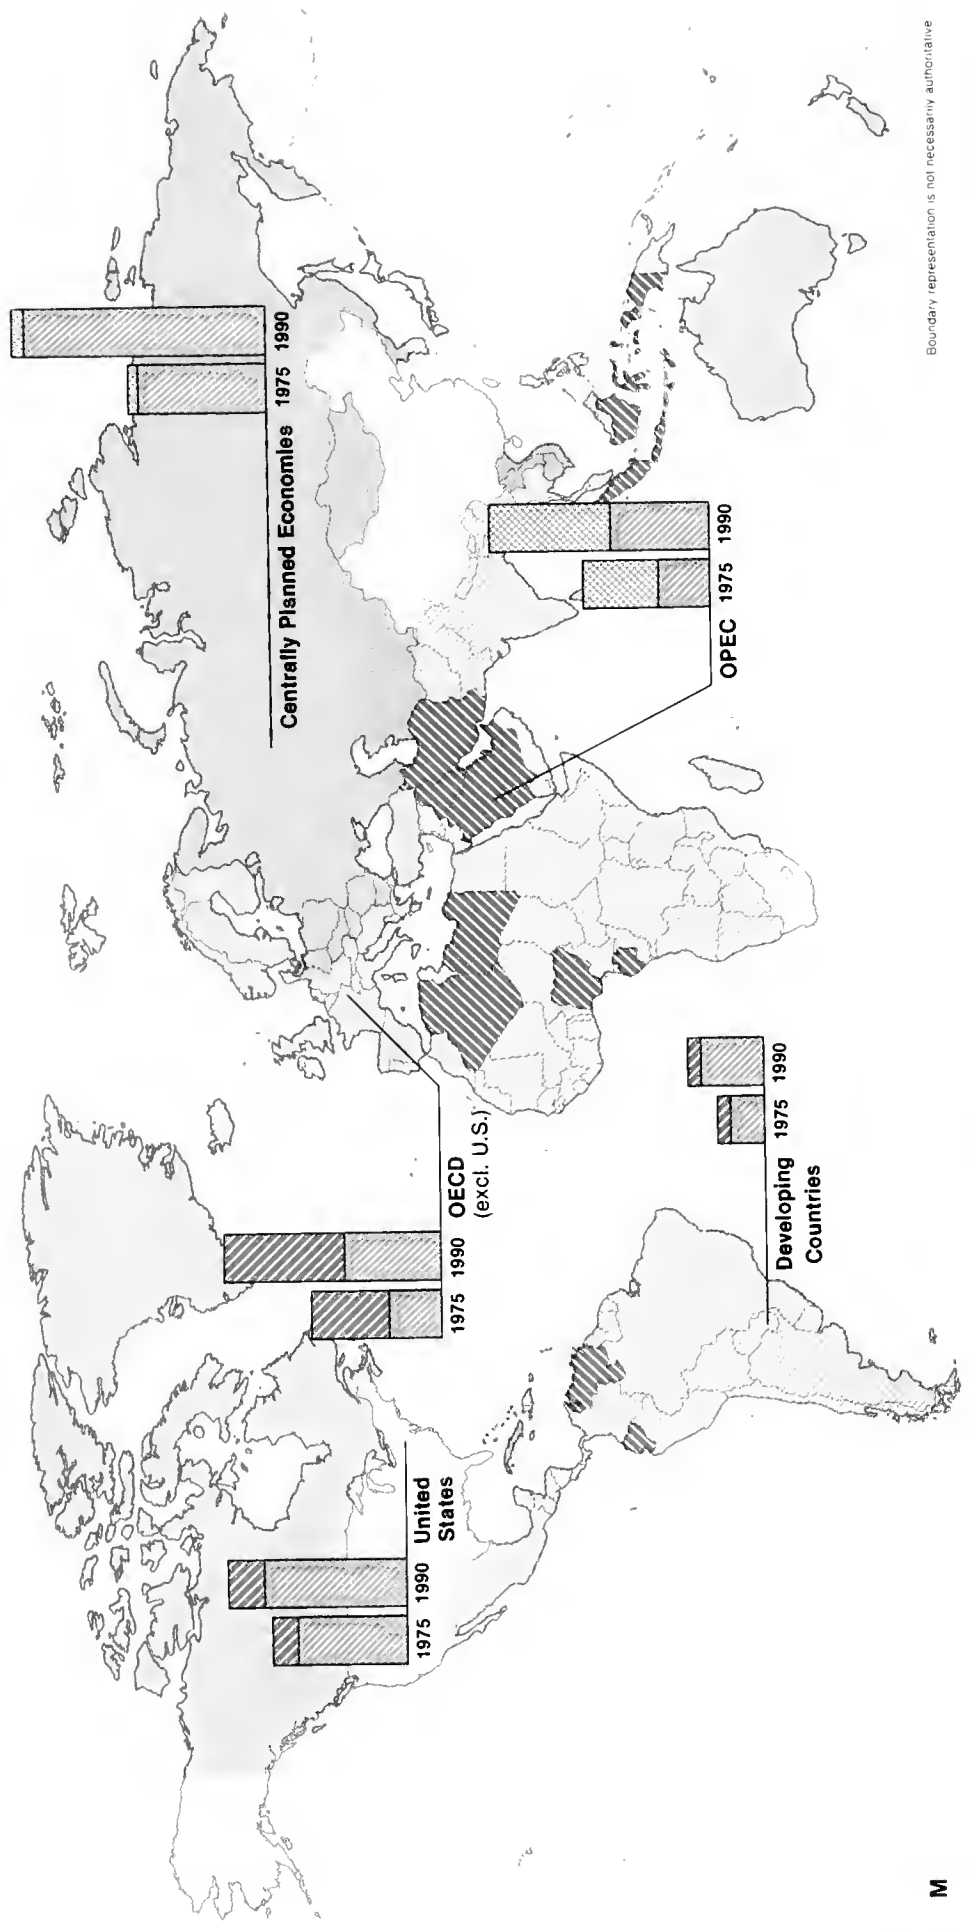 Centrally Planned Economies
1975 1990
OECD
(excl. U.S.)
1975 1990
United
States
1975 1990
OPEC
1975 1990
Developing
Countries
1975 1990
Boundary representation is not necessarily authoritative
M